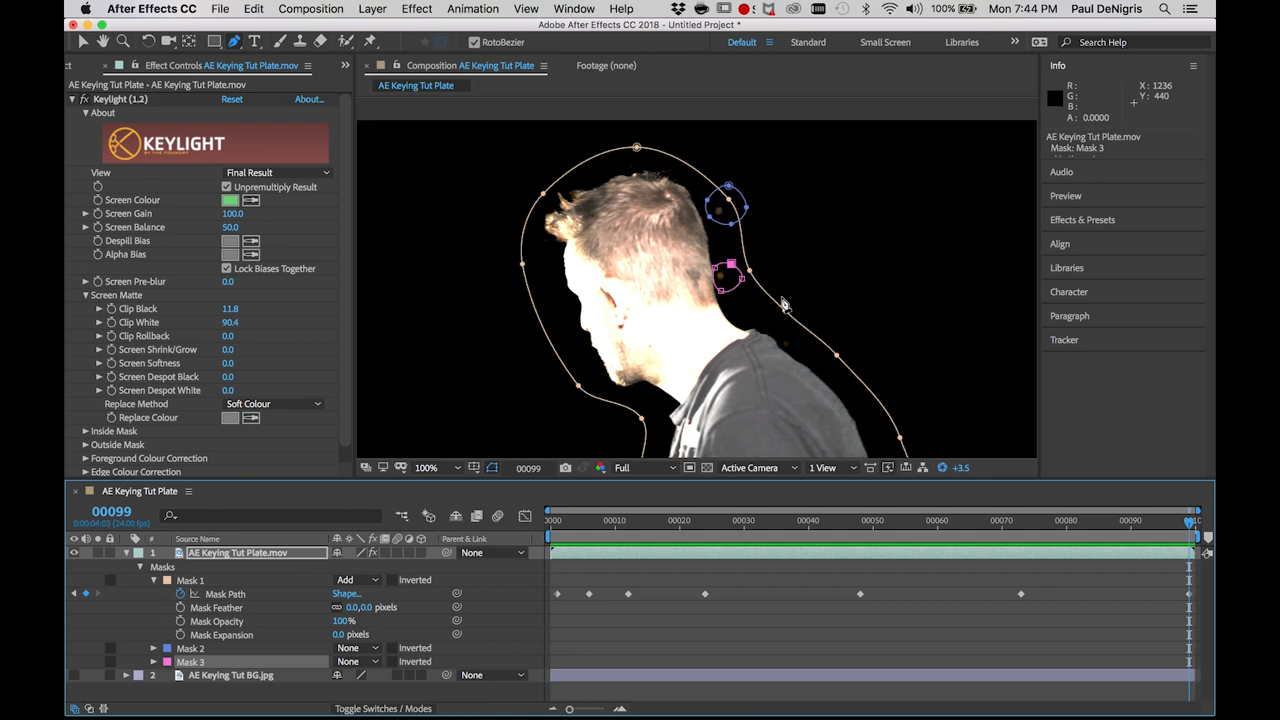 After Effects CC File Edit Composition Layer Effect Animation View Window Help 100% Mon 7:44 PM Paul DeNigris
Adobe After Effects CC 2018 - Untitled Project *
RotoBezier Default Standard Small Screen Libraries Search Help
Effect Controls AE Keying Tut Plate.mov Composition AE Keying Tut Plate Footage (none) Info
AE Keying Tut Plate • AE Keying Tut Plate.mov AE Keying Tut Plate
R: X: 1236
G: Y: 440
B:
A: 0.0000
Keylight (1.2) Reset About...
About
KEYLIGHT
BY THE FOUNDRY
View Final Result
Unpremultiply Result
Screen Colour
Screen Gain 100.0
Screen Balance 50.0
Despill Bias
Alpha Bias
Lock Biases Together
Screen Pre-blur 0.0
Screen Matte
Clip Black 11.8
Clip White 90.4
Clip Rollback 0.0
Screen Shrink/Grow 0.0
Screen Softness 0.0
Screen Despot Black 0.0
Screen Despot White 0.0
Replace Method Soft Colour
Replace Colour
Inside Mask
Outside Mask
Foreground Colour Correction
Edge Colour Correction
AE Keying Tut Plate.mov
Mask: Mask 3
Audio
Preview
Effects & Presets
Align
Libraries
Character
Paragraph
Tracker
100% 00099 Full Active Camera 1 View +3.5
AE Keying Tut Plate
00099
0:00:04:03 (24.00 fps)
0000 00010 00020 00030 00040 00050 00060 00070 00080 00090 000
# Source Name Parent & Link
1 AE Keying Tut Plate.mov None
Masks
Mask 1 Add Inverted
Mask Path Shape...
Mask Feather 0.0,0.0 pixels
Mask Opacity 100%
Mask Expansion 0.0 pixels
Mask 2 None Inverted
Mask 3 None Inverted
2 AE Keying Tut BG.jpg None
Toggle Switches / Modes